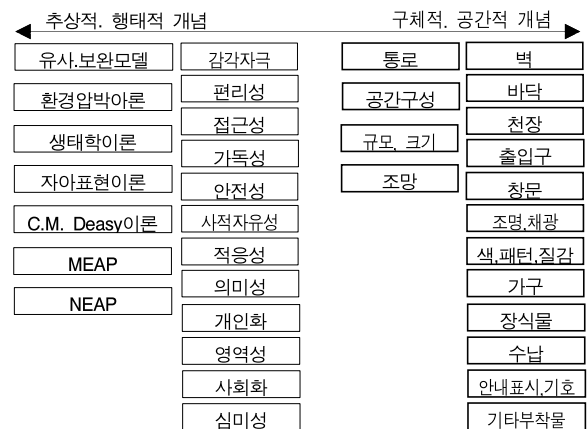 추상적. 행태적 개념
구체적. 공간적 개념
유사.보완모델
환경압박아론
생태학이론
자아표현이론
C.M. Deasy이론
MEAP
NEAP
감각자극
편리성
접근성
가독성
안전성
사적자유성
적응성
의미성
개인화
영역성
사회화
심미성
통로
공간구성
규모, 크기
조망
벽
바닥
천장
출입구
창문
조명,채광
색,패턴,질감
가구
장식물
수납
안내표시,기호
기타부착물